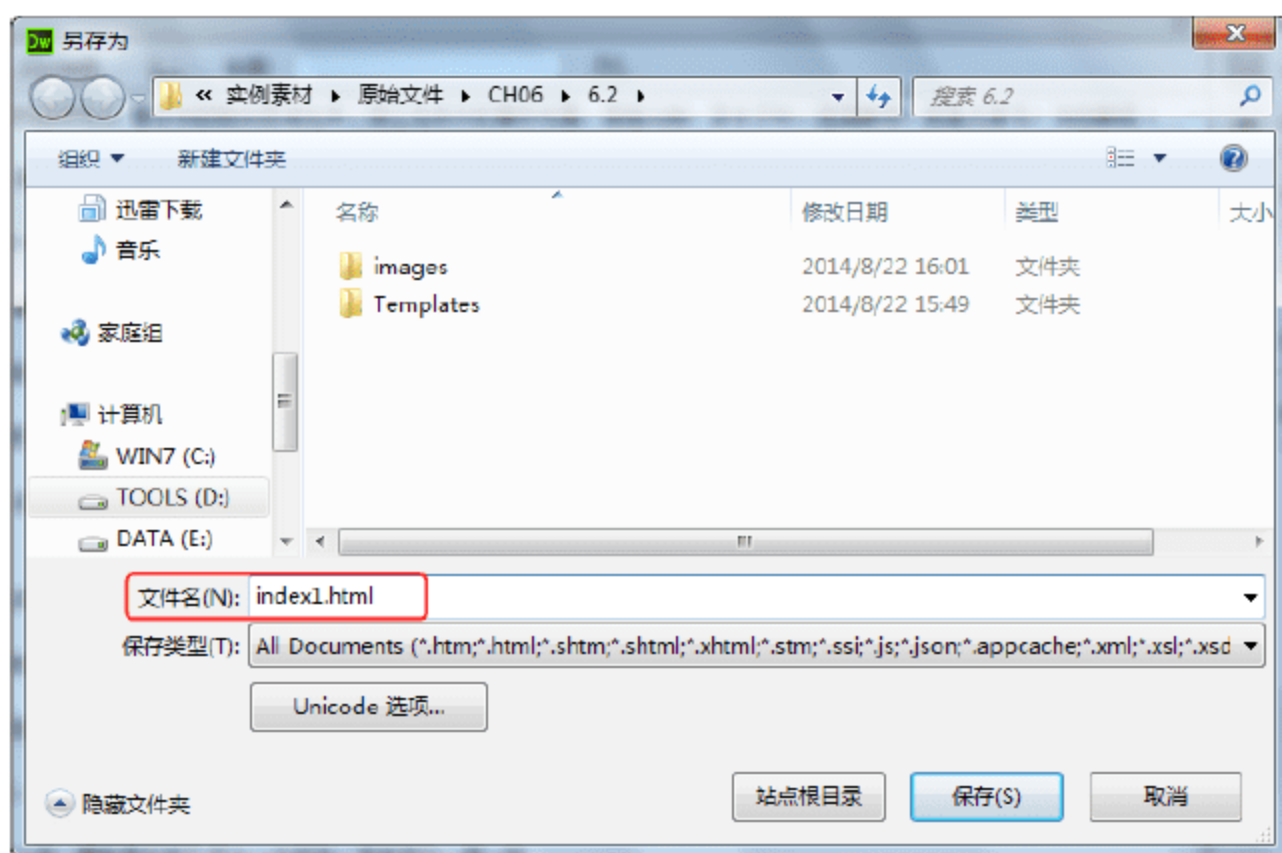 Dw 另存为
« 实例素材 ▸ 原始文件 ▸ CH06 ▸ 6.2 ▸ 搜索 6.2
组织 ▼ 新建文件夹
迅雷下载
音乐
家庭组
计算机
WIN7 (C:)
TOOLS (D:)
DATA (E:)
名称 修改日期 类型 大小
images 2014/8/22 16:01 文件夹
Templates 2014/8/22 15:49 文件夹
文件名(N): index1.html
保存类型(T): All Documents (*.htm;*.html;*.shtm;*.shtml;*.xhtml;*.stm;*.ssi;*.js;*.json;*.appcache;*.xml;*.xsl;*.xsd
Unicode 选项...
隐藏文件夹 站点根目录 保存(S) 取消